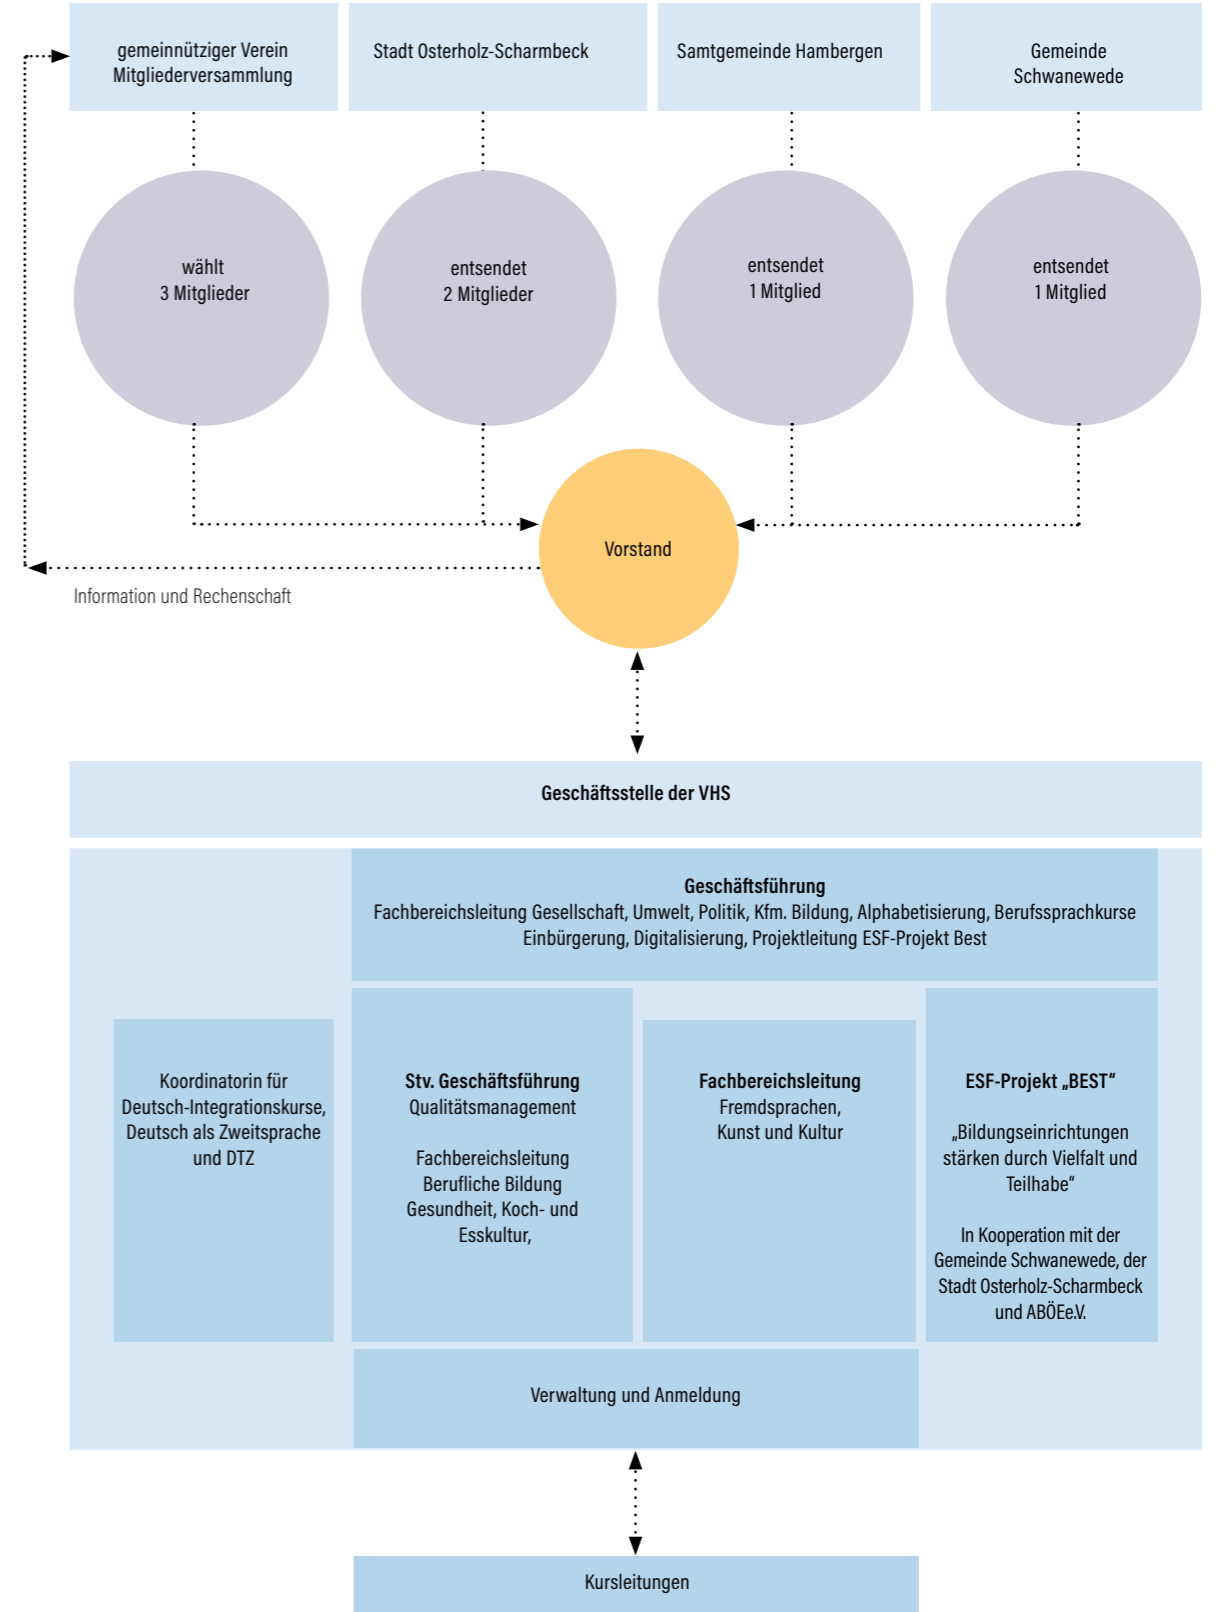 gemeinnütziger Verein
Mitgliederversammlung
Stadt Osterholz-Scharmbeck
Samtgemeinde Hambergen
Gemeinde
Schwanewede
wählt
3 Mitglieder
entsendet
2 Mitglieder
entsendet
1 Mitglied
entsendet
1 Mitglied
Vorstand
Information und Rechenschaft
Geschäftsstelle der VHS
Geschäftsführung
Fachbereichsleitung Gesellschaft, Umwelt, Politik, Kfm. Bildung, Alphabetisierung, Berufssprachkurse
Einbürgerung, Digitalisierung, Projektleitung ESF-Projekt Best
Koordinatorin für
Deutsch-Integrationskurse,
Deutsch als Zweitsprache
und DTZ
Stv. Geschäftsführung
Qualitätsmanagement
Fachbereichsleitung
Berufliche Bildung
Gesundheit, Koch- und
Esskultur,
Fachbereichsleitung
Fremdsprachen,
Kunst und Kultur
ESF-Projekt „BEST“
„Bildungseinrichtungen
stärken durch Vielfalt und
Teilhabe“
In Kooperation mit der
Gemeinde Schwanewede, der
Stadt Osterholz-Scharmbeck
und ABÖEe.V.
Verwaltung und Anmeldung
Kursleitungen